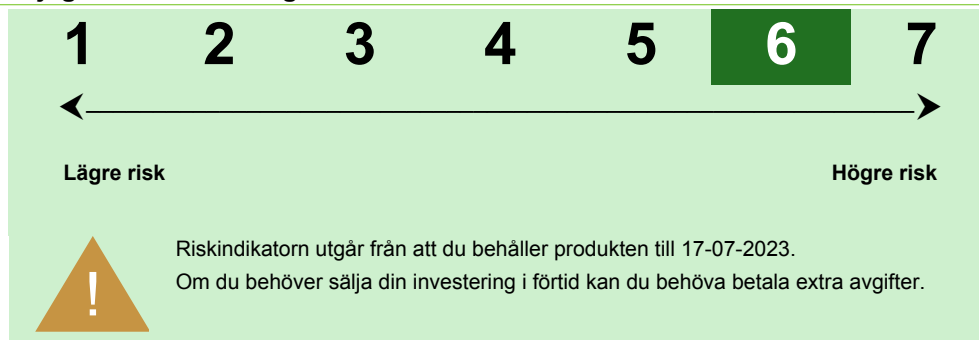 1 2 3 4 5 6 7
Lägre risk Högre risk
!
Riskindikatorn utgår från att du behåller produkten till 17-07-2023.
Om du behöver sälja din investering i förtid kan du behöva betala extra avgifter.